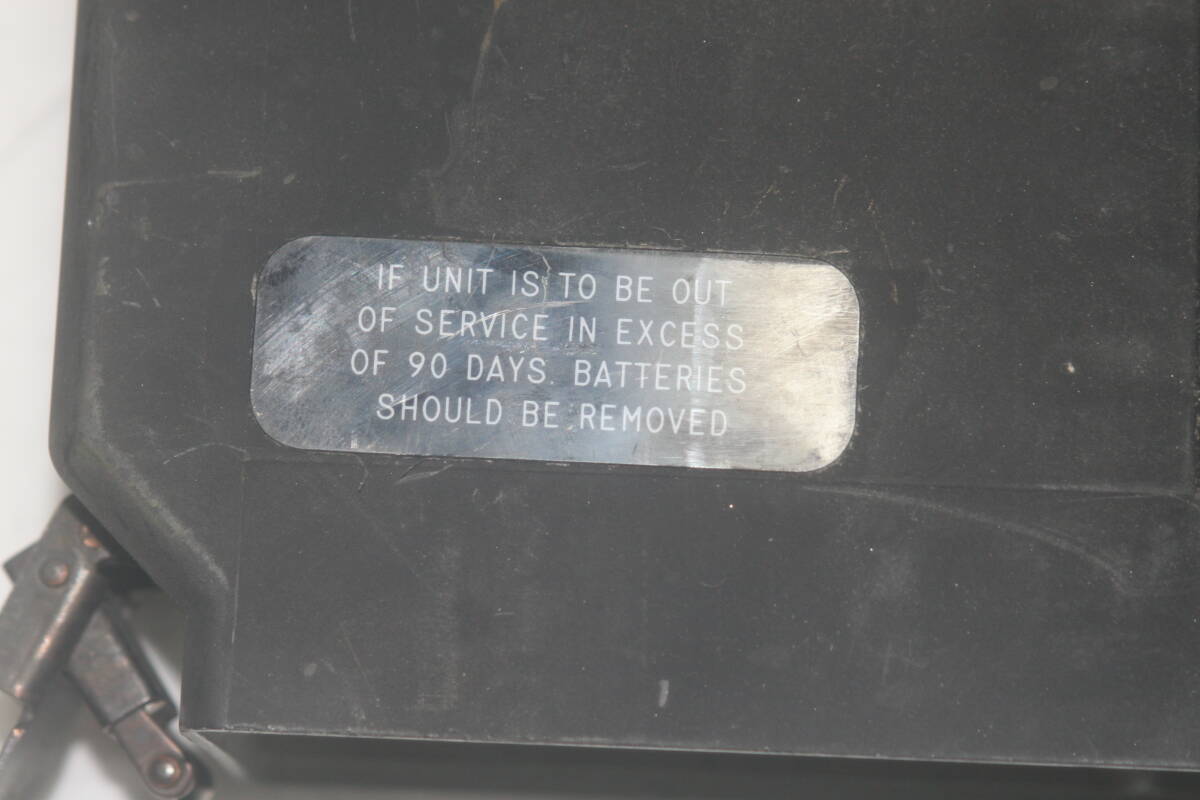 IF UNIT IS TO BE OUT
OF SERVICE IN EXCESS
OF 90 DAYS. BATTERIES
SHOULD BE REMOVED